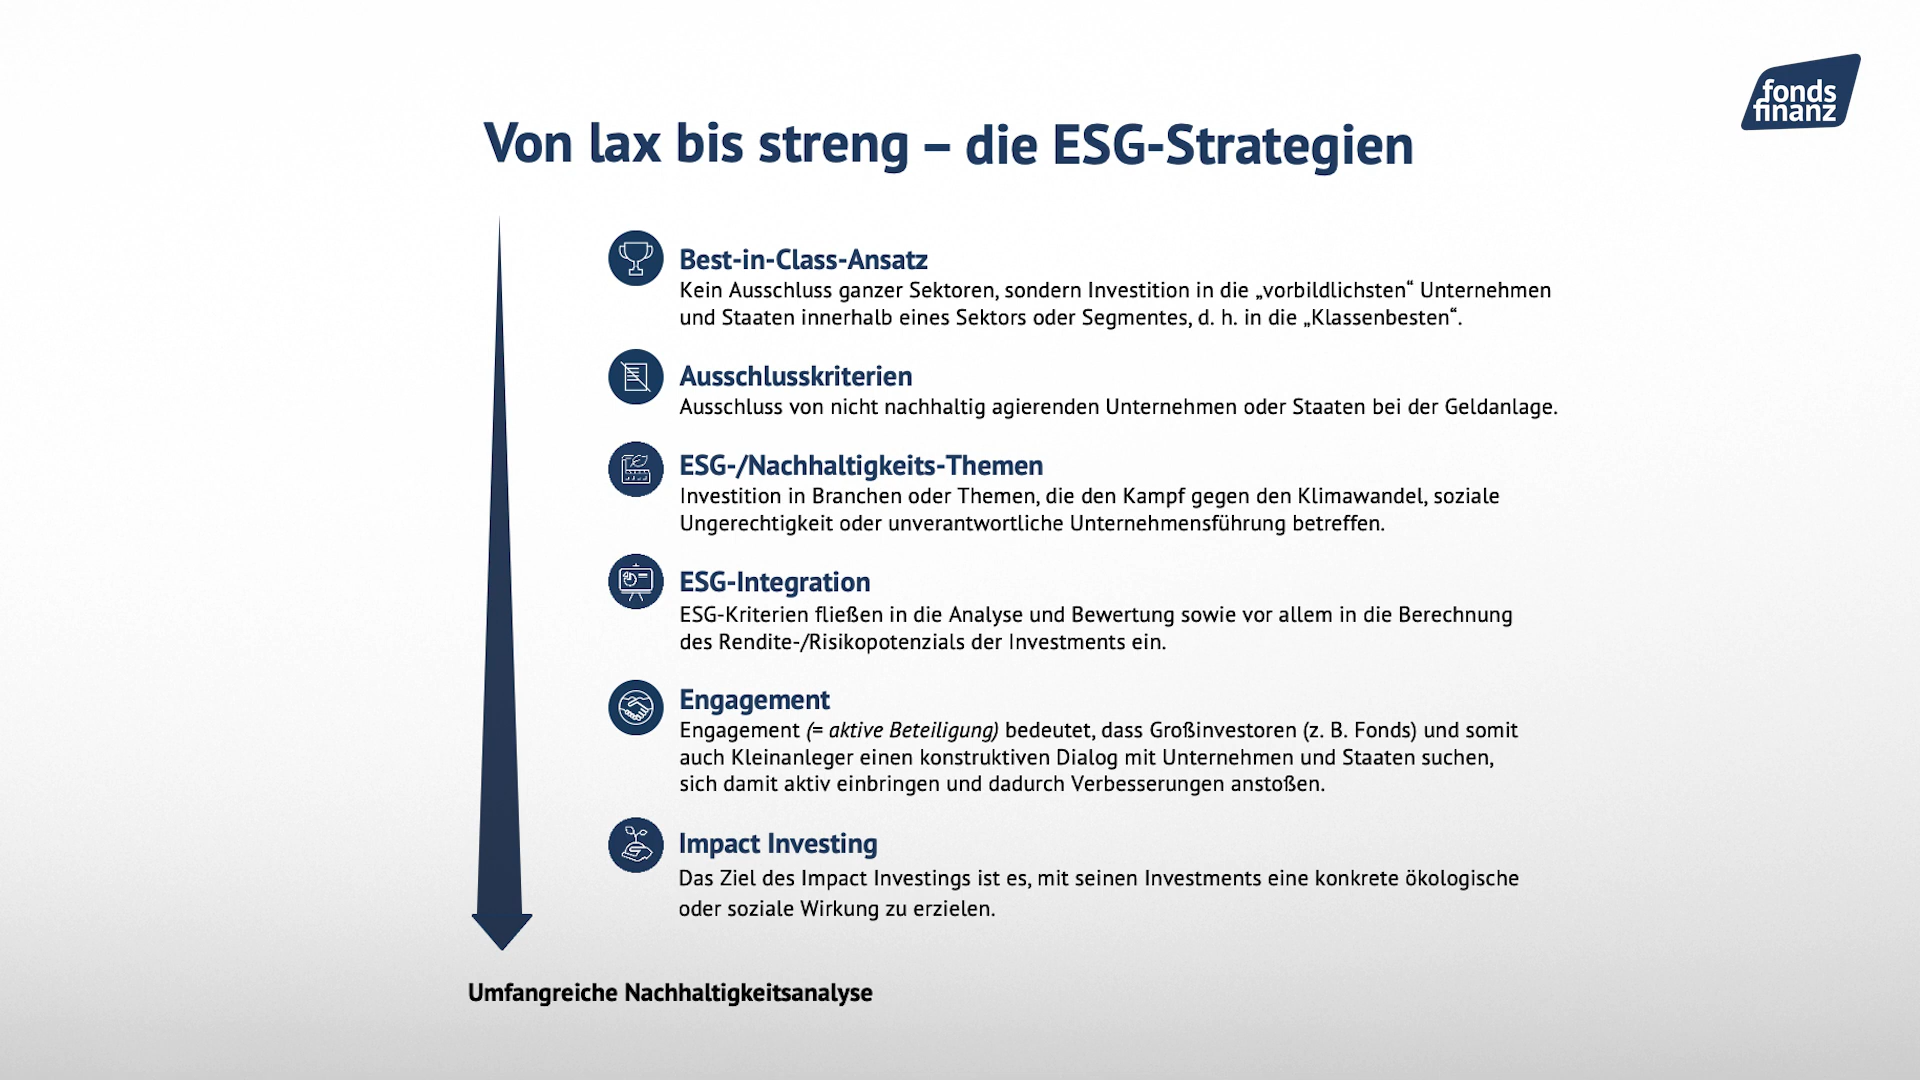 fonds
finanz
Von lax bis streng – die ESG-Strategien
Best-in-Class-Ansatz
Kein Ausschluss ganzer Sektoren, sondern Investition in die „vorbildlichsten“ Unternehmen
und Staaten innerhalb eines Sektors oder Segmentes, d. h. in die „Klassenbesten“.
Ausschlusskriterien
Ausschluss von nicht nachhaltig agierenden Unternehmen oder Staaten bei der Geldanlage.
ESG-/Nachhaltigkeits-Themen
Investition in Branchen oder Themen, die den Kampf gegen den Klimawandel, soziale
Ungerechtigkeit oder unverantwortliche Unternehmensführung betreffen.
ESG-Integration
ESG-Kriterien fließen in die Analyse und Bewertung sowie vor allem in die Berechnung
des Rendite-/Risikopotenzials der Investments ein.
Engagement
Engagement (= aktive Beteiligung) bedeutet, dass Großinvestoren (z. B. Fonds) und somit
auch Kleinanleger einen konstruktiven Dialog mit Unternehmen und Staaten suchen,
sich damit aktiv einbringen und dadurch Verbesserungen anstoßen.
Impact Investing
Das Ziel des Impact Investings ist es, mit seinen Investments eine konkrete ökologische
oder soziale Wirkung zu erzielen.
Umfangreiche Nachhaltigkeitsanalyse